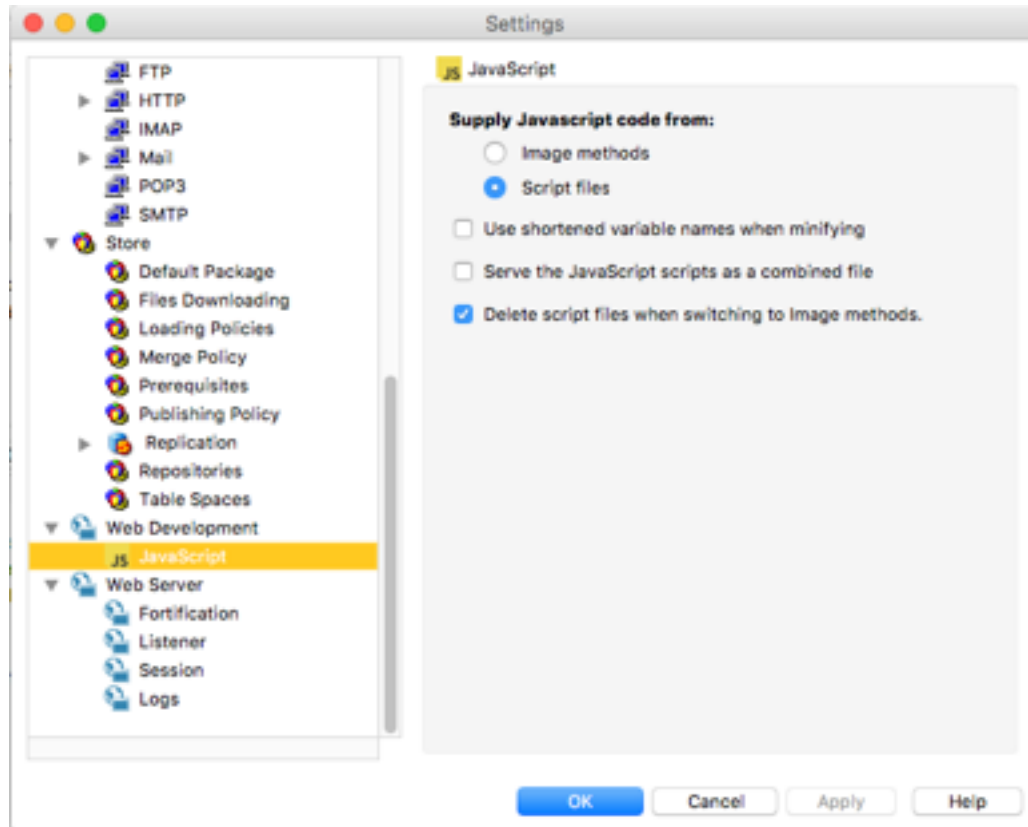 Settings
FTP
HTTP
IMAP
Mail
POP3
SMTP
Store
Default Package
Files Downloading
Loading Policies
Merge Policy
Prerequisites
Publishing Policy
Replication
Repositories
Table Spaces
Web Development
JS JavaScript
Web Server
Fortification
Listener
Session
Logs
JS JavaScript
Supply Javascript code from:
Image methods
Script files
Use shortened variable names when minifying
Serve the JavaScript scripts as a combined file
Delete script files when switching to Image methods.
OK Cancel Apply Help